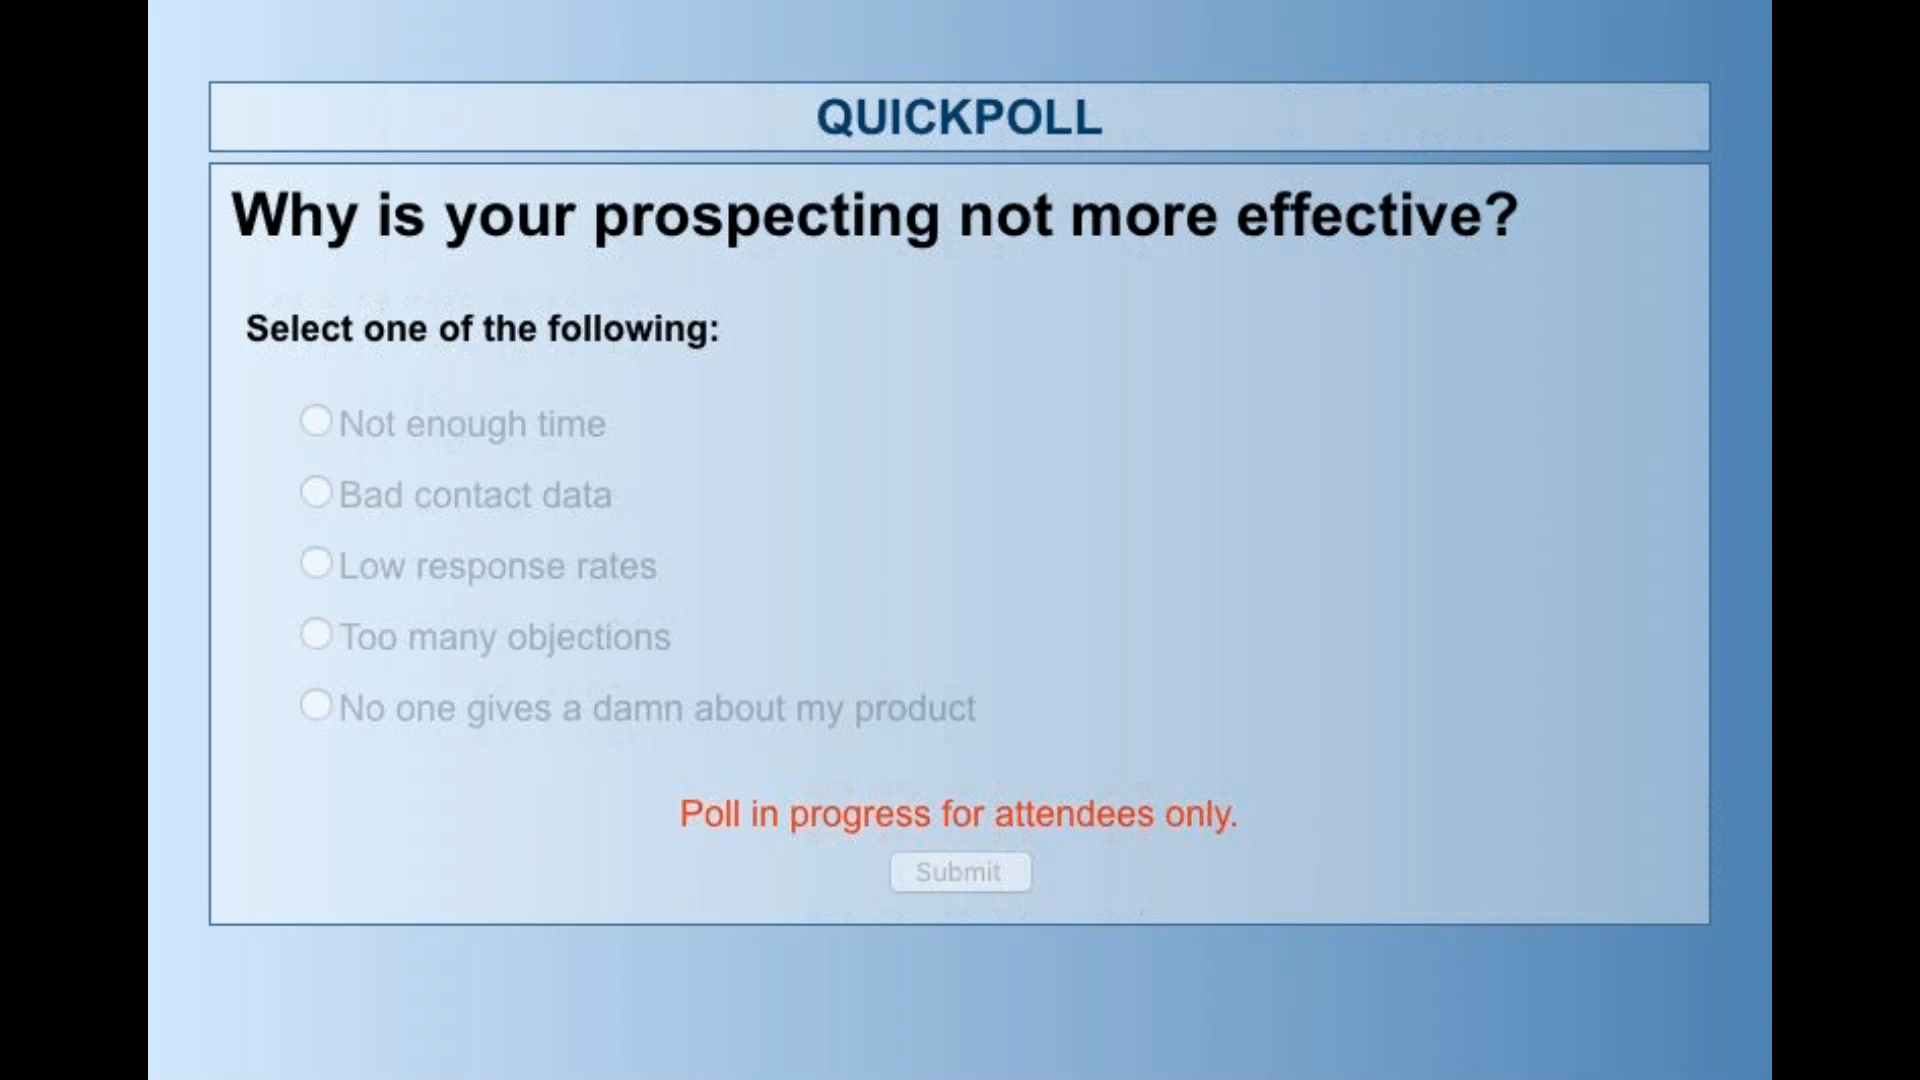 QUICKPOLL
Why is your prospecting not more effective?
Select one of the following:
Not enough time
Bad contact data
Low response rates
Too many objections
No one gives a damn about my product
Poll in progress for attendees only.
Submit